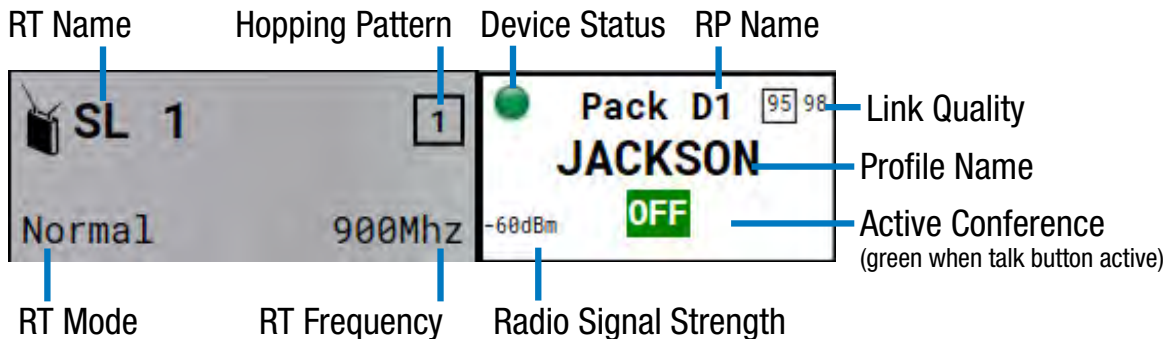 RT Name Hopping Pattern Device Status RP Name
SL 1 1 Pack D1 95 98 Link Quality
JACKSON Profile Name
Normal 900Mhz -60dBm OFF Active Conference
(green when talk button active)
RT Mode RT Frequency Radio Signal Strength